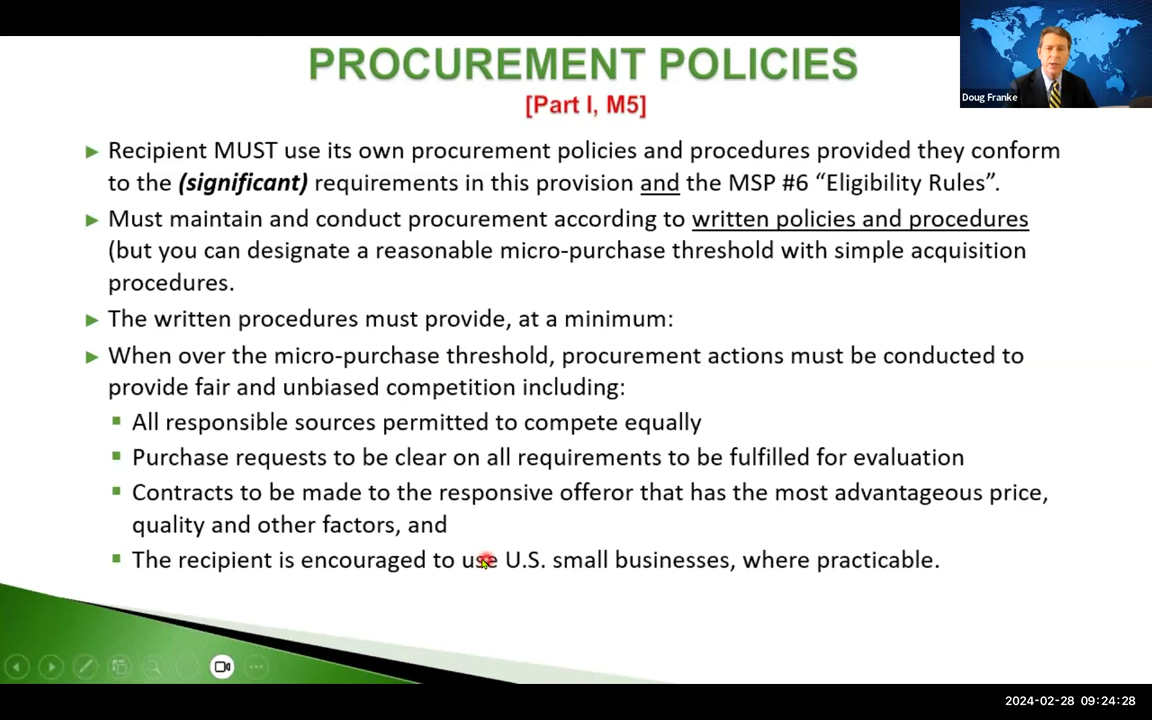 PROCUREMENT POLICIES
[Part I, M5]
Doug Franke
► Recipient MUST use its own procurement policies and procedures provided they conform
to the (significant) requirements in this provision and the MSP #6 “Eligibility Rules”.
► Must maintain and conduct procurement according to written policies and procedures
(but you can designate a reasonable micro-purchase threshold with simple acquisition
procedures.
► The written procedures must provide, at a minimum:
► When over the micro-purchase threshold, procurement actions must be conducted to
provide fair and unbiased competition including:
▪ All responsible sources permitted to compete equally
▪ Purchase requests to be clear on all requirements to be fulfilled for evaluation
▪ Contracts to be made to the responsive offeror that has the most advantageous price,
quality and other factors, and
▪ The recipient is encouraged to use U.S. small businesses, where practicable.
2024-02-28 09:24:28